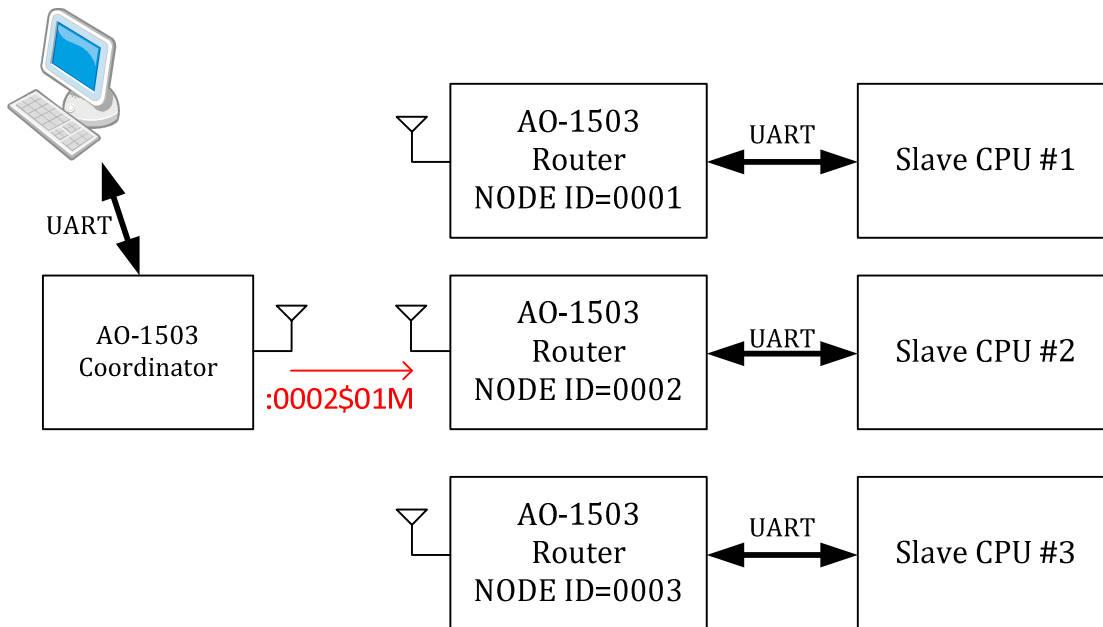 AO-1503
Router
NODE ID=0001
UART
Slave CPU #1
UART
AO-1503
Coordinator
:0002$01M
AO-1503
Router
NODE ID=0002
UART
Slave CPU #2
AO-1503
Router
NODE ID=0003
UART
Slave CPU #3